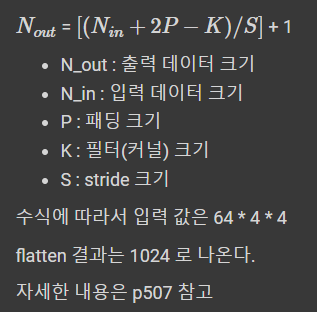 N_out = [(N_in + 2P − K)/S] + 1
• N_out : 출력 데이터 크기
• N_in : 입력 데이터 크기
• P : 패딩 크기
• K : 필터(커널) 크기
• S : stride 크기
수식에 따라서 입력 값은 64 * 4 * 4
flatten 결과는 1024 로 나온다.
자세한 내용은 p507 참고